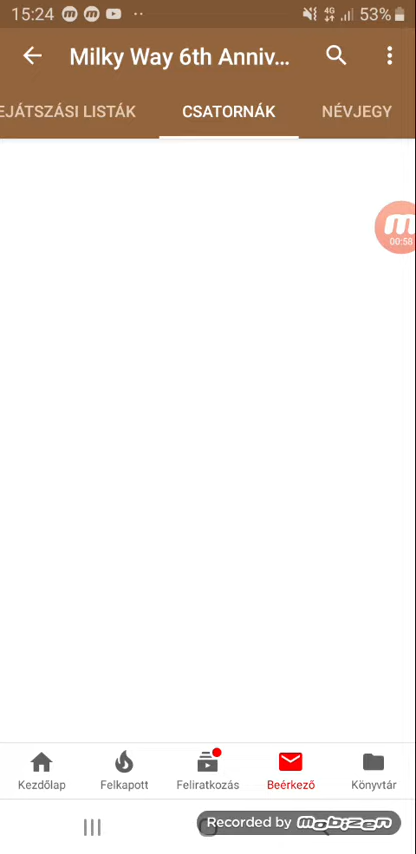 15:24 4G 53%
Milky Way 6th Anniv...
EJÁTSZÁSI LISTÁK CSATORNÁK NÉVJEGY
00:58
Kezdőlap Felkapott Feliratkozás Beérkező Könyvtár
Recorded by mobizen